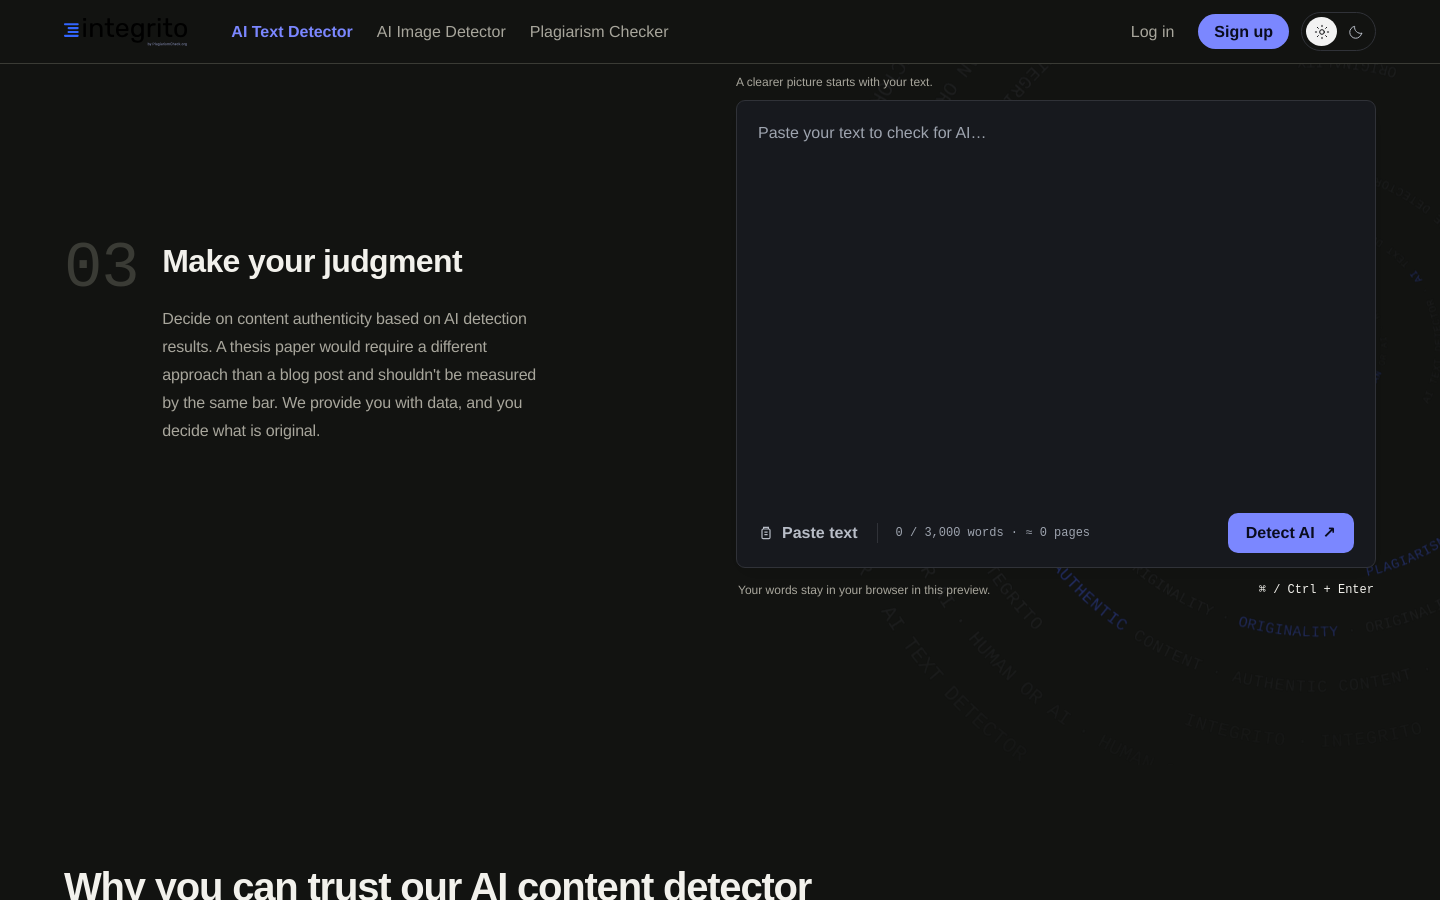 integrito
AI Text Detector
AI Image Detector
Plagiarism Checker
Log in
Sign up
A clearer picture starts with your text.
Paste your text to check for AI…
03
Make your judgment
Decide on content authenticity based on AI detection
results. A thesis paper would require a different
approach than a blog post and shouldn't be measured
by the same bar. We provide you with data, and you
decide what is original.
Paste text
0 / 3,000 words · ≈ 0 pages
Detect AI ↗
Your words stay in your browser in this preview.
⌘ / Ctrl + Enter
PLAGIARISM
AUTHENTIC CONTENT
ORIGINALITY
ORIGINALITY
AUTHENTIC CONTENT
INTEGRITO
HUMAN OR AI · HUMAN
INTEGRITO · INTEGRITO
AI TEXT DETECTOR
Why you can trust our AI content detector